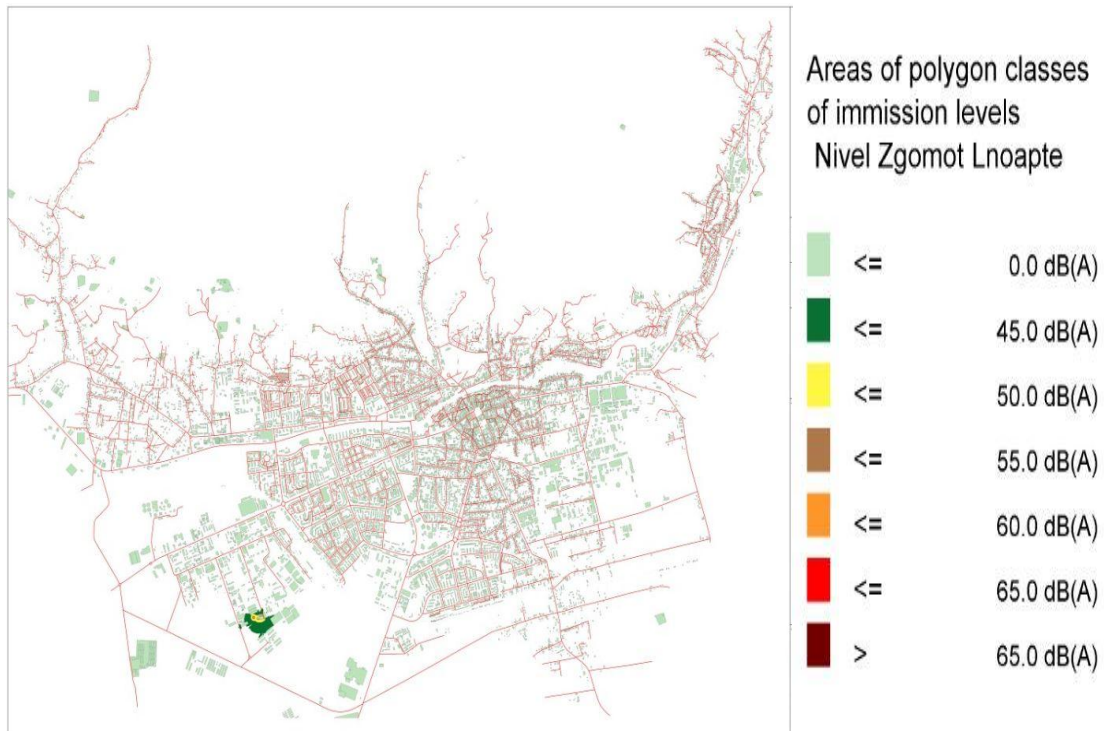 Areas of polygon classes
of immission levels
Nivel Zgomot Lnoapte
<= 0.0 dB(A)
<= 45.0 dB(A)
<= 50.0 dB(A)
<= 55.0 dB(A)
<= 60.0 dB(A)
<= 65.0 dB(A)
> 65.0 dB(A)